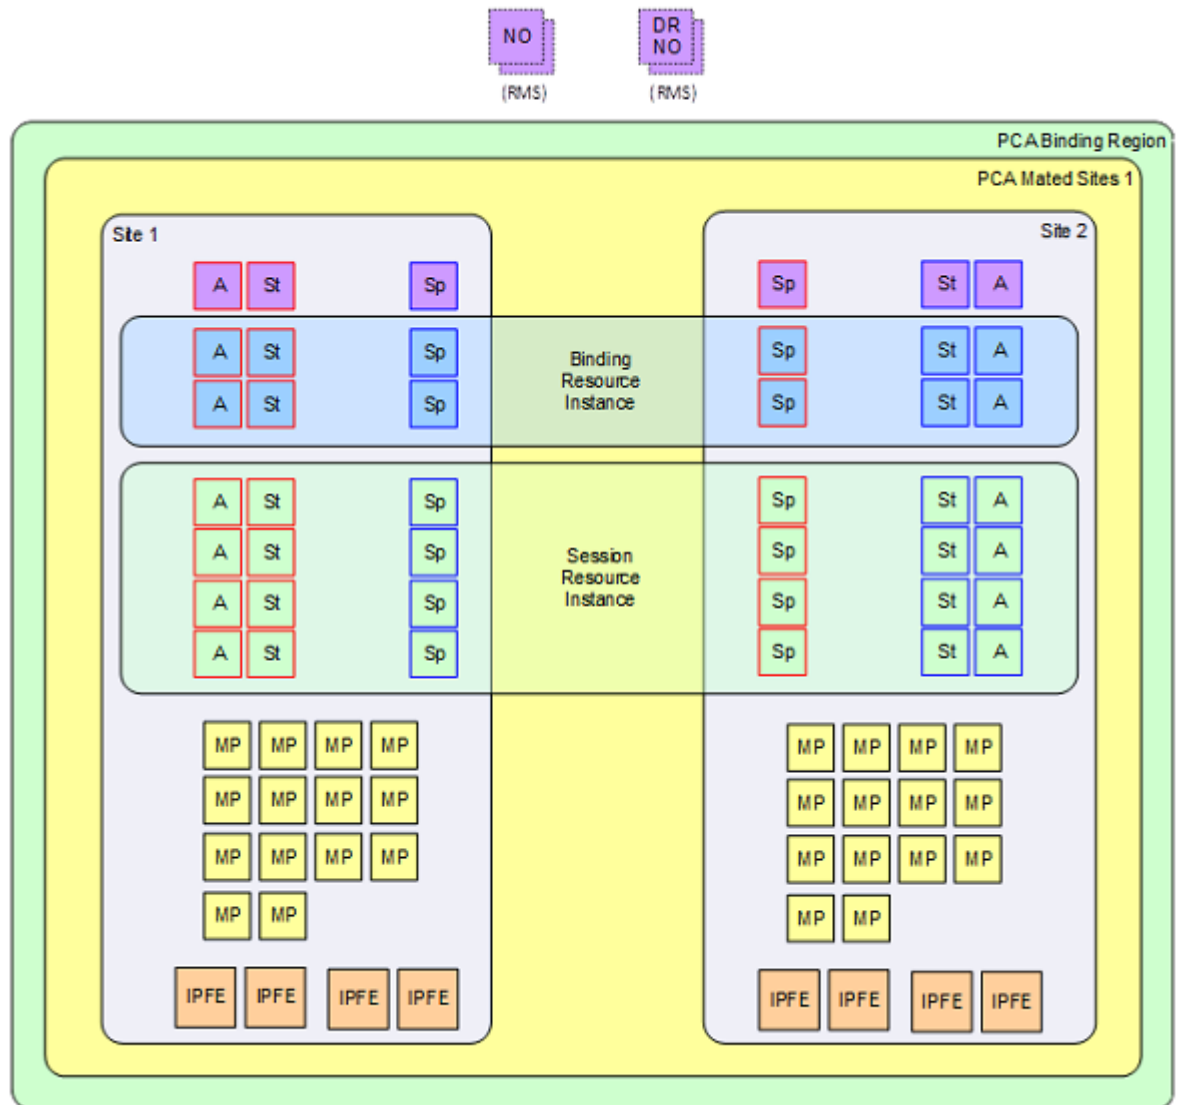 NO
DR
NO
(RMS)
(RMS)
PCA Binding Region
PCA Mated Sites 1
Site 1
Site 2
A St Sp
Sp St A
A St Sp
Sp St A
A St Sp
Sp St A
Binding
Resource
Instance
A St Sp
Sp St A
A St Sp
Sp St A
A St Sp
Sp St A
A St Sp
Sp St A
Session
Resource
Instance
MP MP MP MP
MP MP MP MP
MP MP MP MP
MP MP
MP MP MP MP
MP MP MP MP
MP MP MP MP
MP MP
IPFE IPFE IPFE IPFE
IPFE IPFE IPFE IPFE